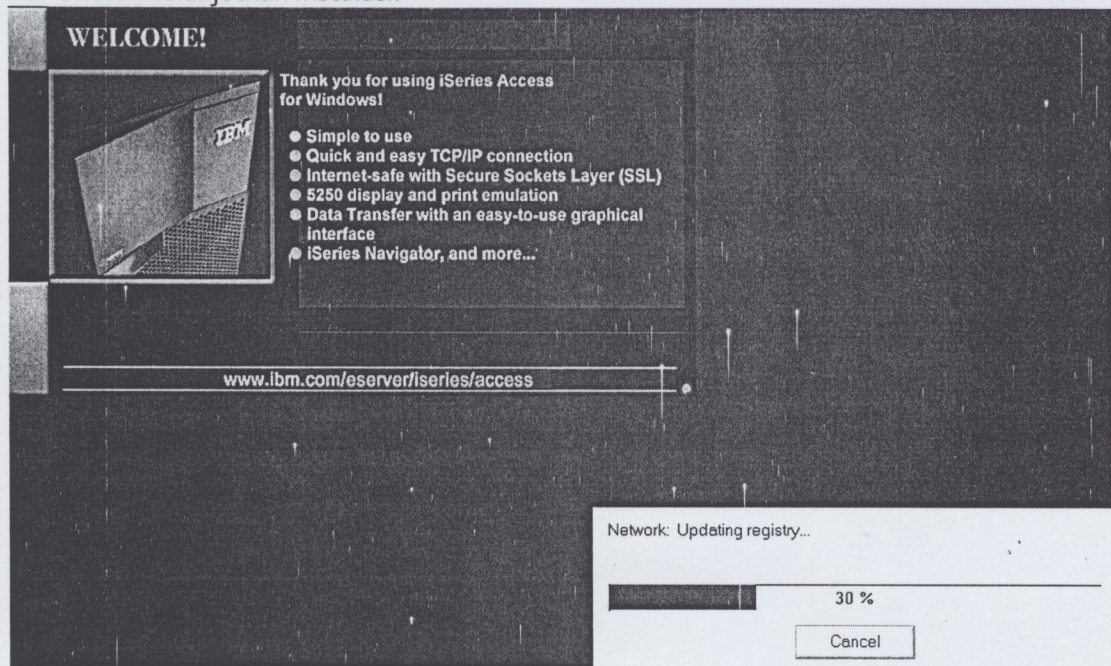 WELCOME!
IBM
Thank you for using iSeries Access
for Windows!
Simple to use
Quick and easy TCP/IP connection
Internet-safe with Secure Sockets Layer (SSL)
5250 display and print emulation
Data Transfer with an easy-to-use graphical
interface
iSeries Navigator, and more...
www.ibm.com/eserver/iseries/access
Network: Updating registry...
30 %
Cancel